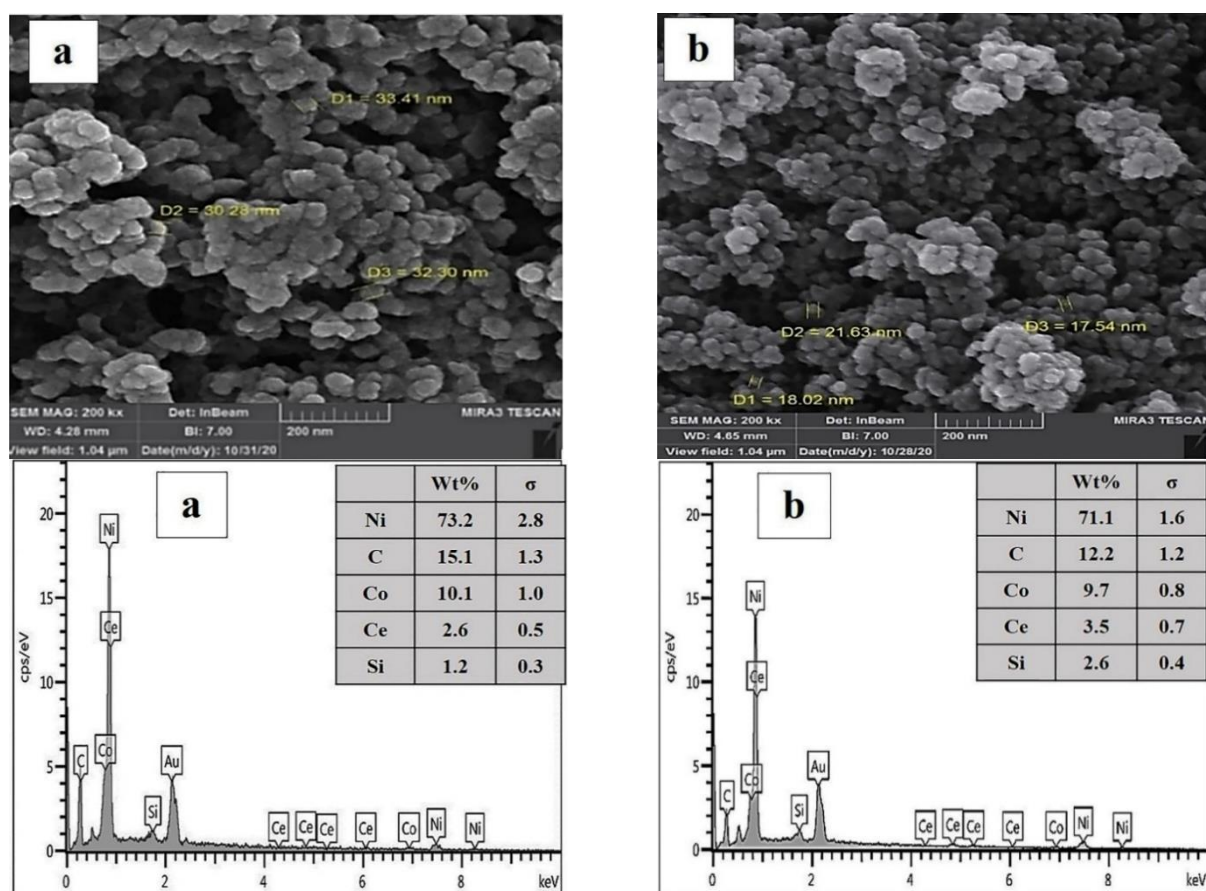 a
D1 = 33.41 nm
D2 = 30.28 nm
D3 = 32.30 nm
SEM MAG: 200 kx Det: InBeam MIRA3 TESCAN
WD: 4.28 mm BI: 7.00 200 nm
View field: 1.04 µm Date(m/d/y): 10/31/20
b
D2 = 21.63 nm
D3 = 17.54 nm
D1 = 18.02 nm
SEM MAG: 200 kx Det: InBeam MIRA3 TESCAN
WD: 4.65 mm BI: 7.00 200 nm
View field: 1.04 µm Date(m/d/y): 10/28/20
a
Wt% σ
Ni 73.2 2.8
C 15.1 1.3
Co 10.1 1.0
Ce 2.6 0.5
Si 1.2 0.3
cps/eV
20
15
10
5
0
Ni
Ce
Co
C
Au
Si
Ce Ce Ce Ce Co Ni Ni
0 2 4 6 8 keV
b
Wt% σ
Ni 71.1 1.6
C 12.2 1.2
Co 9.7 0.8
Ce 3.5 0.7
Si 2.6 0.4
cps/eV
20
15
10
5
0
Ni
Ce
Co
Au
C
Si
Ce Ce Ce Ce Co Ni Ni
0 2 4 6 8 keV